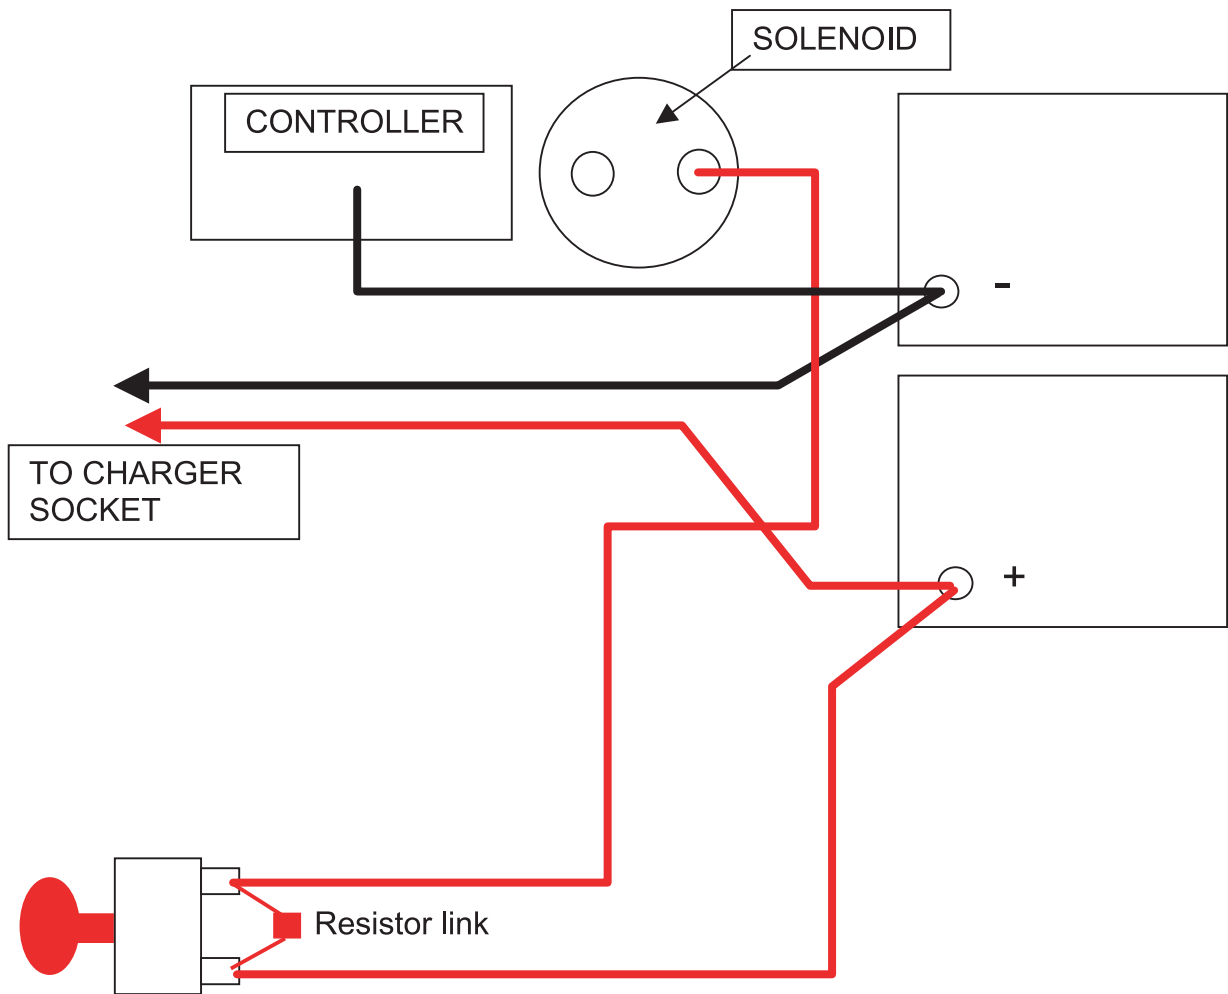 SOLENOID
CONTROLLER
-
TO CHARGER
SOCKET
+
Resistor link